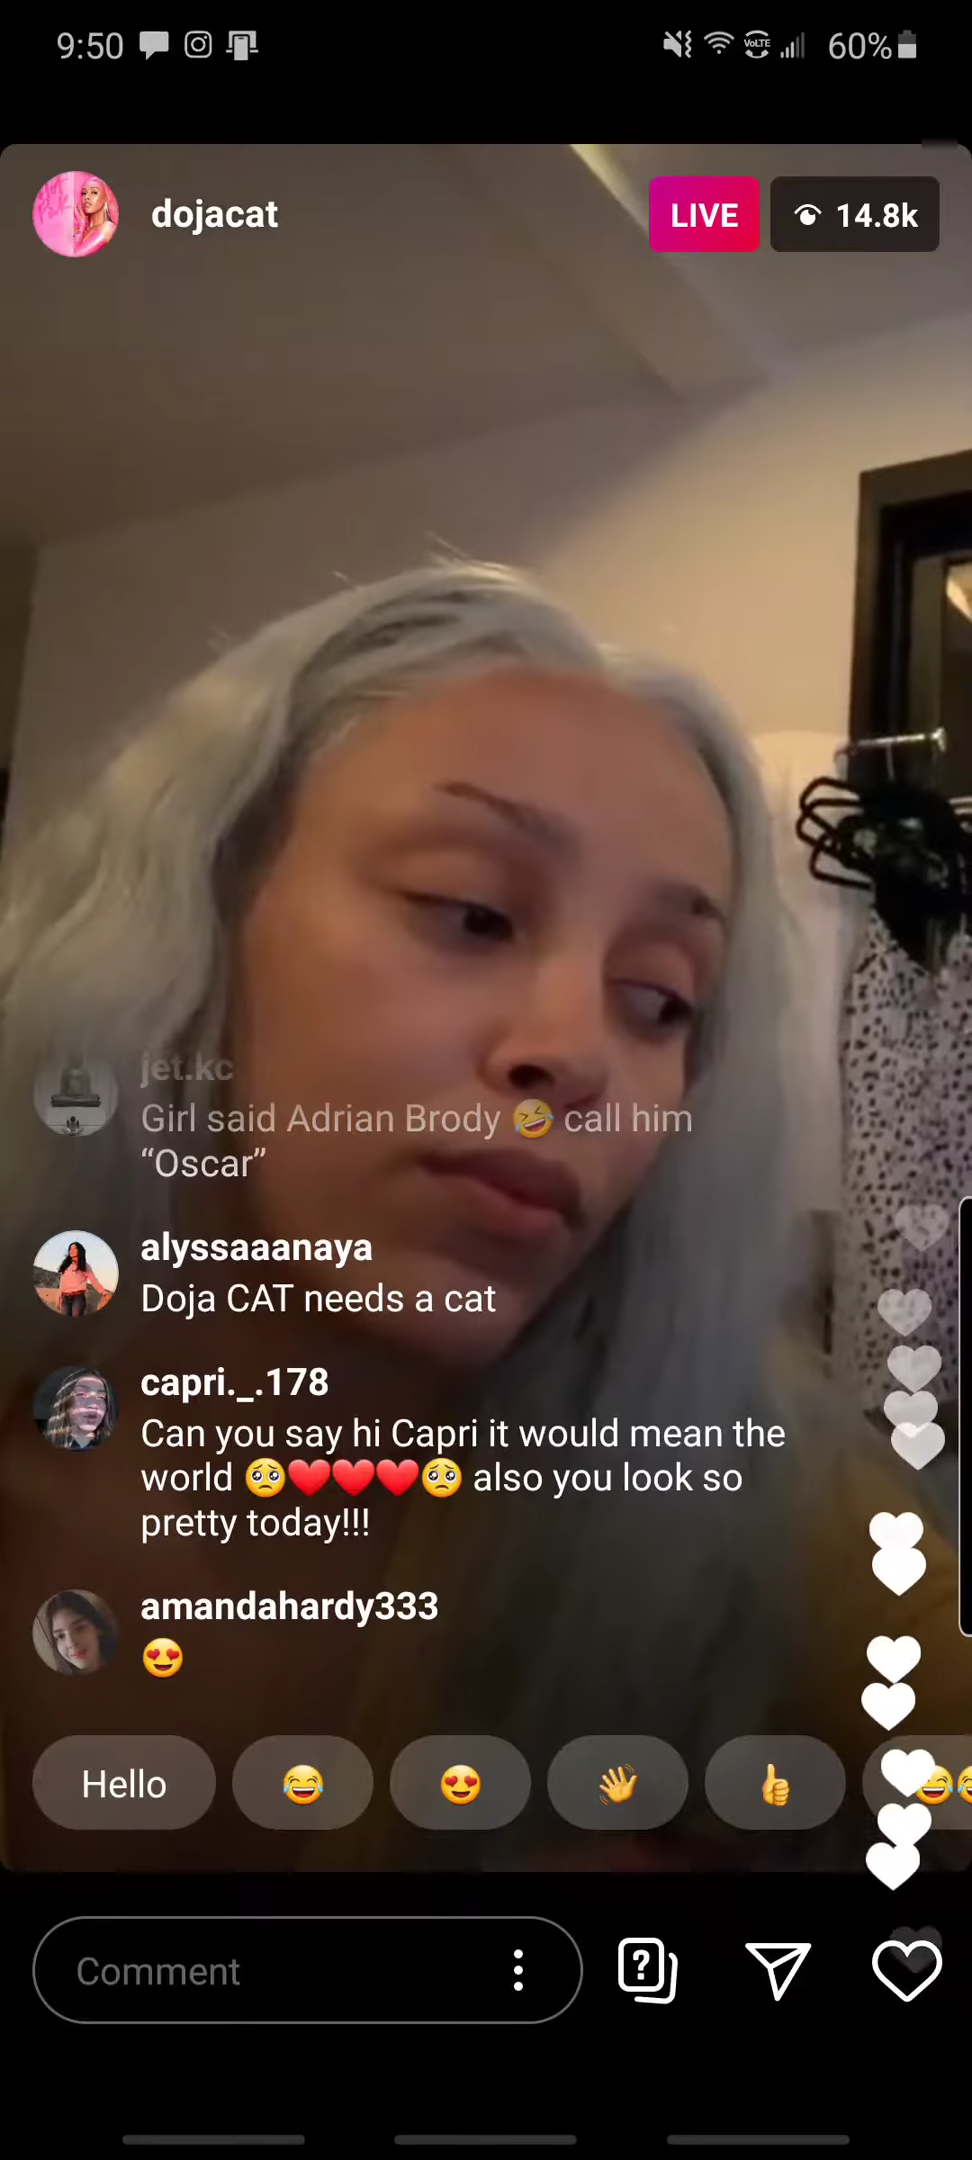 9:50
VoLTE
60%
dojacat
LIVE
14.8k
jet.kc
Girl said Adrian Brody 🤣 call him
“Oscar”
alyssaaanaya
Doja CAT needs a cat
capri._.178
Can you say hi Capri it would mean the
world 🥺❤️❤️❤️🥺 also you look so
pretty today!!!
amandahardy333
😍
Hello 😂 😍 👋 👍 😂😂
Comment
?